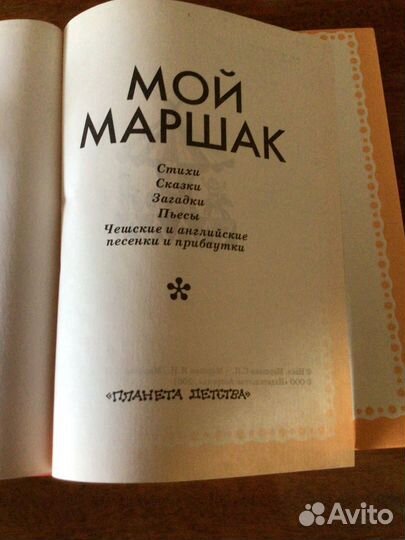 МОЙ
МАРШАК
Стихи
Сказки
Загадки
Пьесы
Чешские и английские
песенки и прибаутки
«ПЛАНЕТА ДЕТСТВА»
Avito